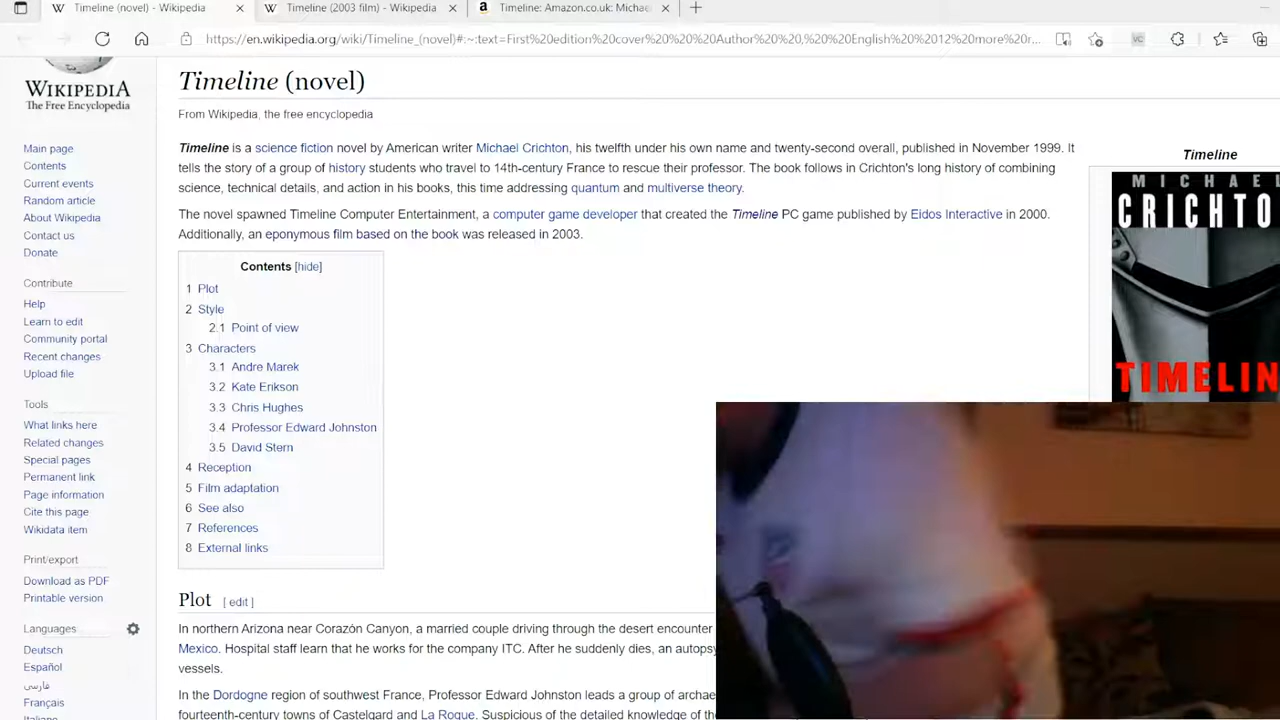 Timeline (novel) - Wikipedia
Timeline (2003 film) - Wikipedia
Timeline: Amazon.co.uk: Michae
https://en.wikipedia.org/wiki/Timeline_(novel)#:~:text=First%20edition%20cover%20%20%20Author%20%20,%20%20English%20%2012%20more%20r...
VC
WIKIPEDIA
The Free Encyclopedia
Main page
Contents
Current events
Random article
About Wikipedia
Contact us
Donate
Contribute
Help
Learn to edit
Community portal
Recent changes
Upload file
Tools
What links here
Related changes
Special pages
Permanent link
Page information
Cite this page
Wikidata item
Print/export
Download as PDF
Printable version
Languages
Deutsch
Español
فارسی
Français
Italiano
Timeline (novel)
From Wikipedia, the free encyclopedia
Timeline is a science fiction novel by American writer Michael Crichton, his twelfth under his own name and twenty-second overall, published in November 1999. It
tells the story of a group of history students who travel to 14th-century France to rescue their professor. The book follows in Crichton's long history of combining
science, technical details, and action in his books, this time addressing quantum and multiverse theory.
The novel spawned Timeline Computer Entertainment, a computer game developer that created the Timeline PC game published by Eidos Interactive in 2000.
Additionally, an eponymous film based on the book was released in 2003.
Contents [hide]
1 Plot
2 Style
2.1 Point of view
3 Characters
3.1 Andre Marek
3.2 Kate Erikson
3.3 Chris Hughes
3.4 Professor Edward Johnston
3.5 David Stern
4 Reception
5 Film adaptation
6 See also
7 References
8 External links
Plot [ edit ]
In northern Arizona near Corazón Canyon, a married couple driving through the desert encounter
Mexico. Hospital staff learn that he works for the company ITC. After he suddenly dies, an autopsy
vessels.
In the Dordogne region of southwest France, Professor Edward Johnston leads a group of archae
fourteenth-century towns of Castelgard and La Roque. Suspicious of the detailed knowledge of the
Timeline
MICHAEL
CRICHTO
TIMELIN